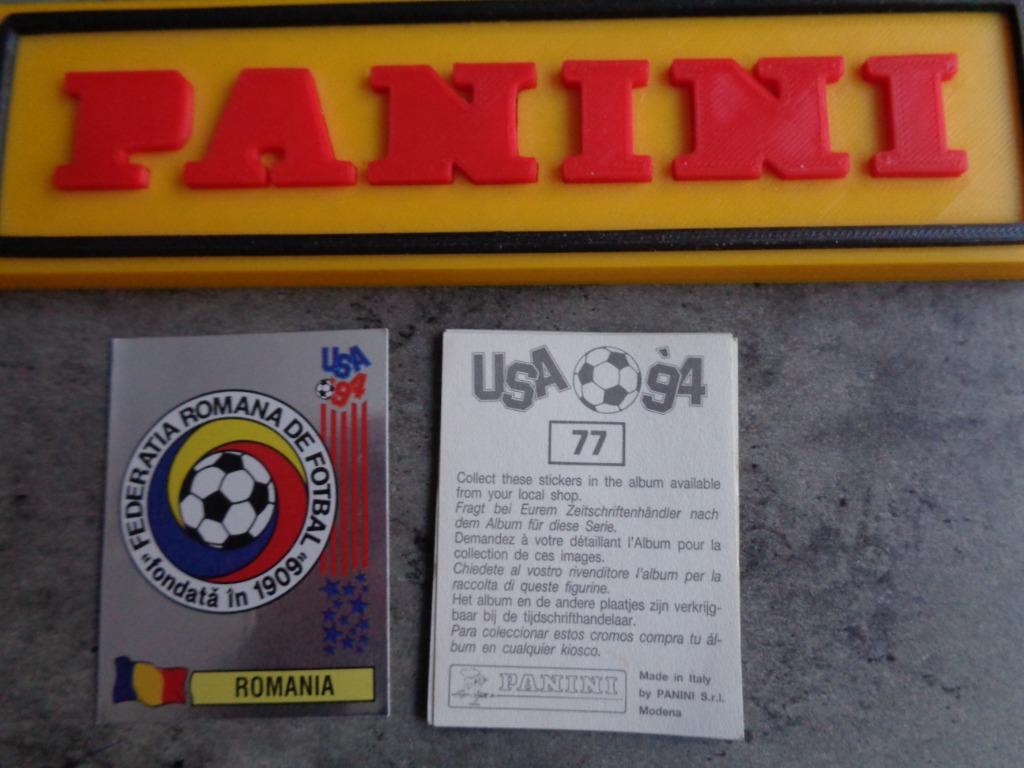 PANINI
USA
'94
FEDERATIA ROMANA DE FOTBAL
«fondată în 1909»
ROMANIA
USA '94
77
Collect these stickers in the album available
from your local shop.
Fragt bei Eurem Zeitschriftenhändler nach
dem Album für diese Serie.
Demandez à votre détaillant l'Album pour la
collection de ces images.
Chiedete al vostro rivenditore l'album per la
raccolta di queste figurine.
Het album en de andere plaatjes zijn verkrijg-
baar bij de tijdschrifthandelaar.
Para coleccionar estos cromos compra tu ál-
bum en cualquier kiosco.
PANINI
Made in Italy
by PANINI S.r.l.
Modena